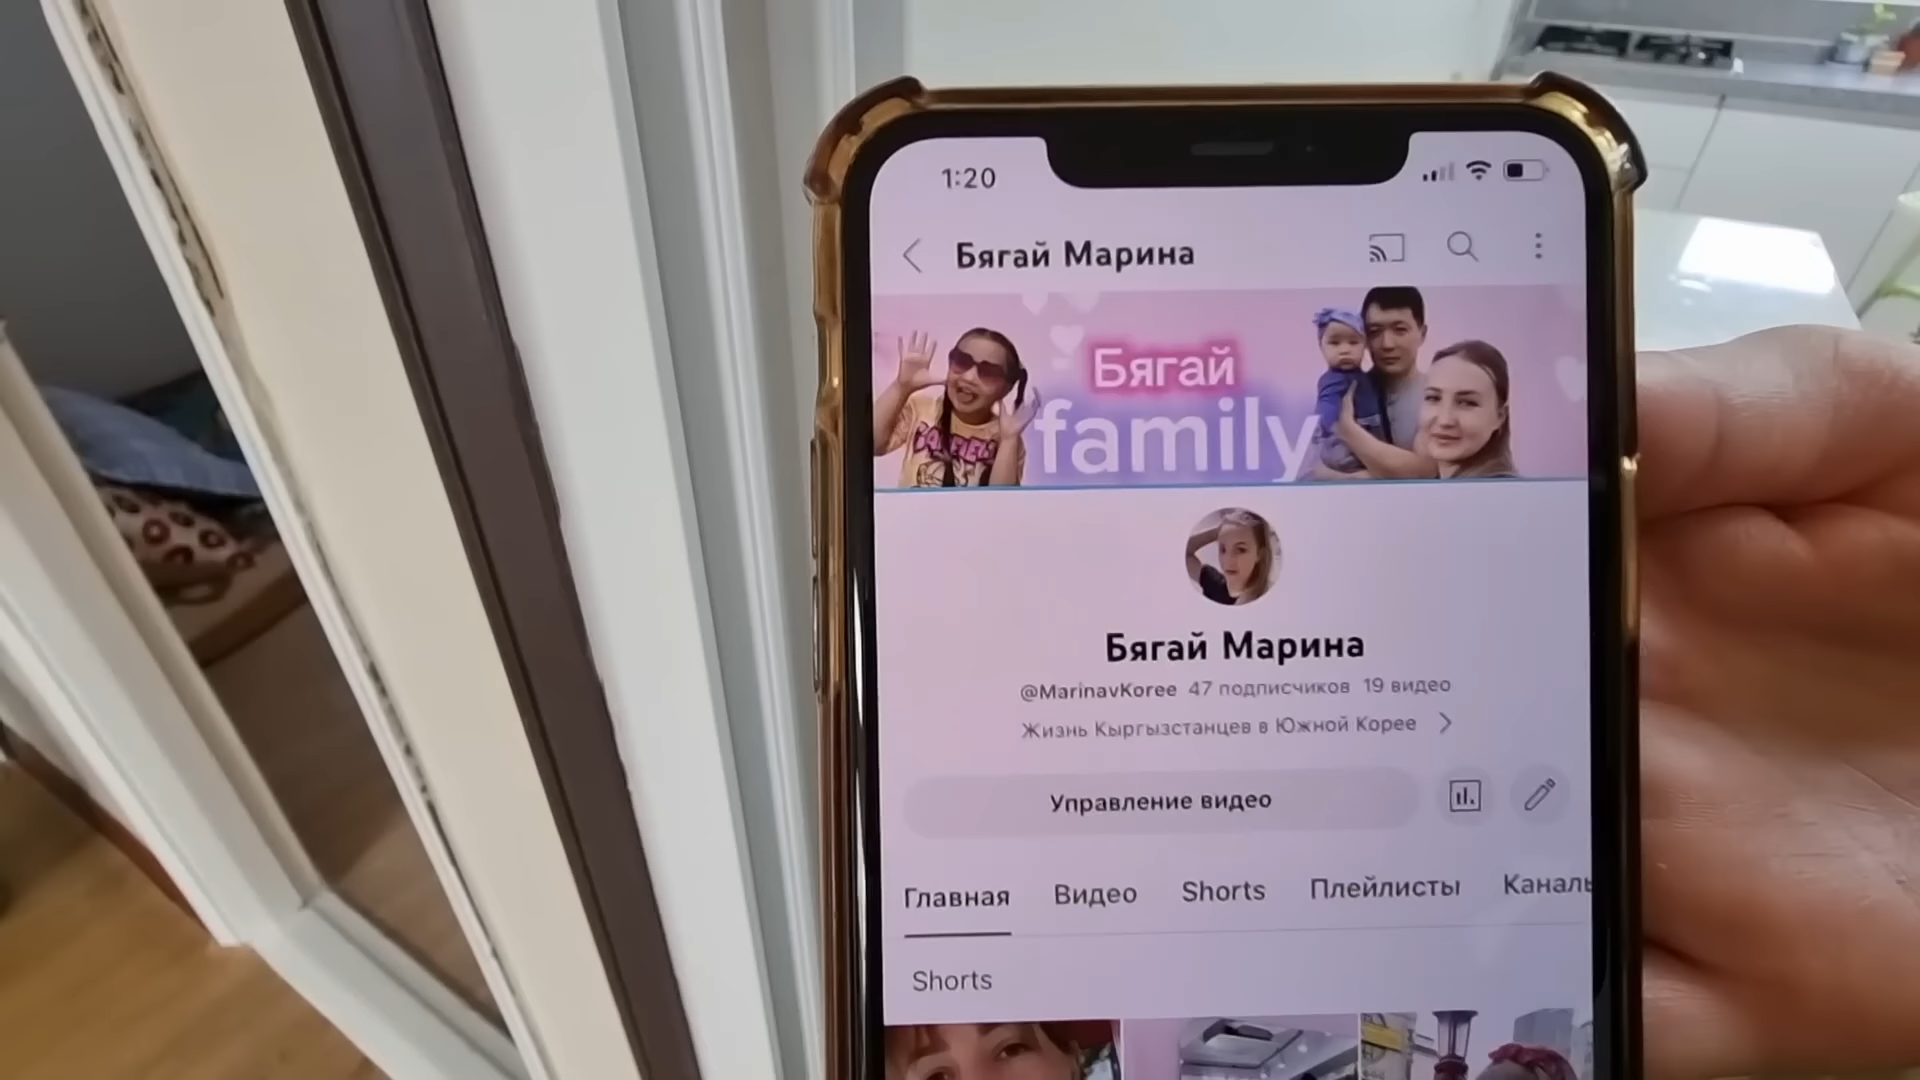 1:20
Бягай Марина
Бягай
family
Бягай Марина
@MarinavKoree 47 подписчиков 19 видео
Жизнь Кыргызстанцев в Южной Корее
Управление видео
Главная Видео Shorts Плейлисты Каналы
Shorts